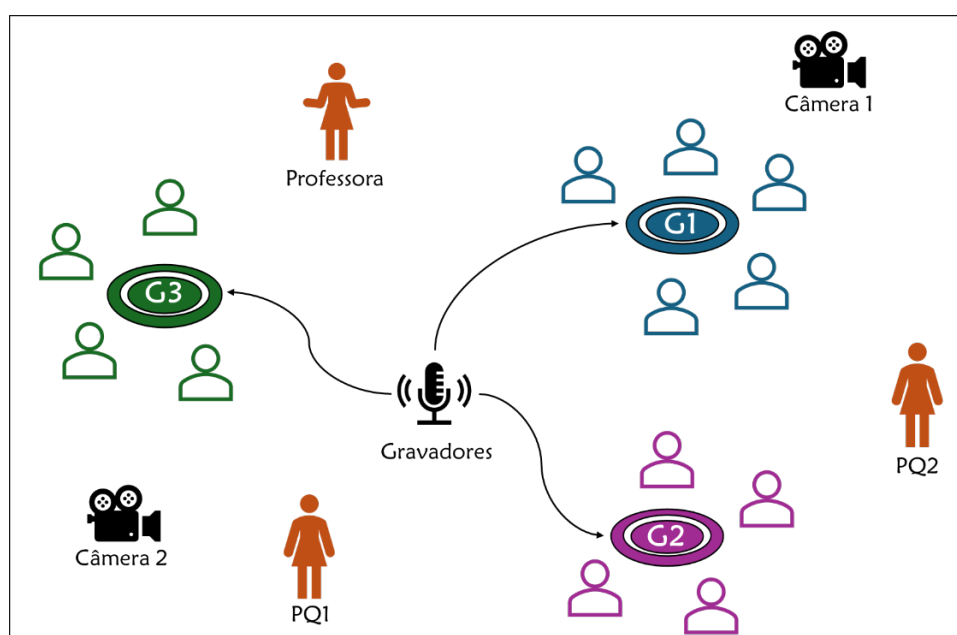 Câmera 1
Professora
G1
G3
Gravadores
PQ2
G2
Câmera 2
PQ1